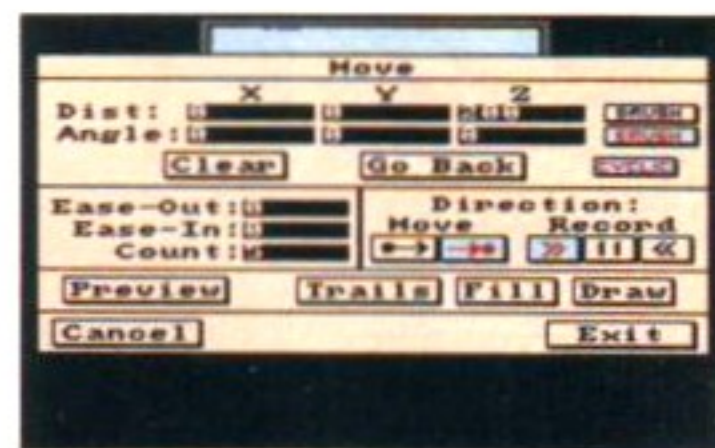 Move
X Y Z
Dist:
Angle:
Clear Go Back
Ease-Out:
Ease-In:
Count:
Direction:
Move Record
Preview Trails Fill Draw
Cancel Exit